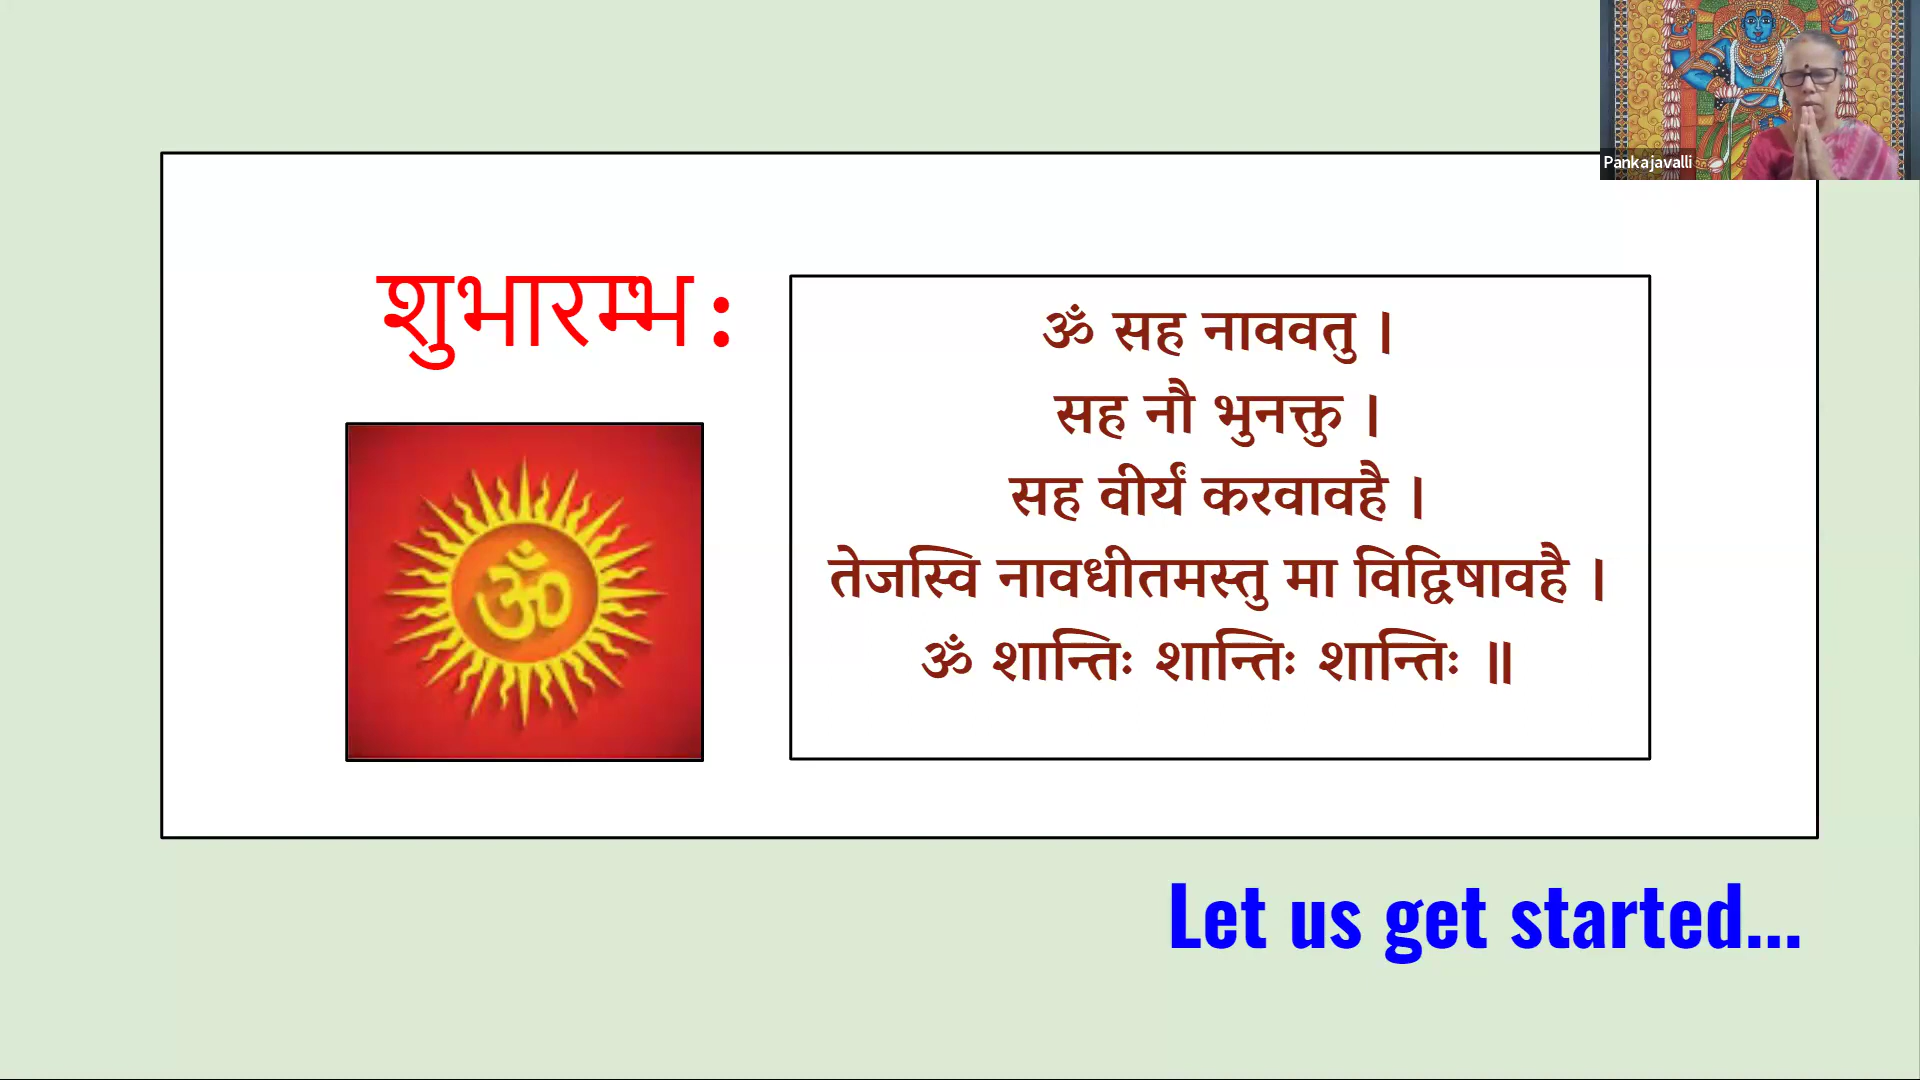 Pankajavalli
शुभारम्भ:
ॐ सह नाववतु ।
सह नौ भुनक्तु ।
सह वीर्यं करवावहै ।
तेजस्वि नावधीतमस्तु मा विद्विषावहै ।
ॐ शान्तिः शान्तिः शान्तिः ॥
ॐ
Let us get started...